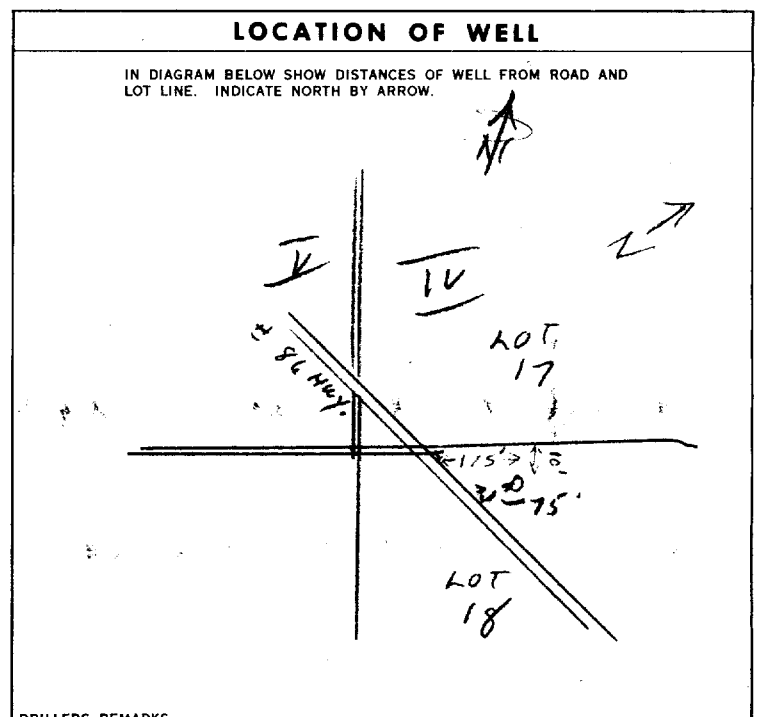 LOCATION OF WELL
IN DIAGRAM BELOW SHOW DISTANCES OF WELL FROM ROAD AND
LOT LINE. INDICATE NORTH BY ARROW.
N
N
V
IV
LOT
17
# 86 Hwy.
115'
75'
LOT
18
DRILLERS REMARKS